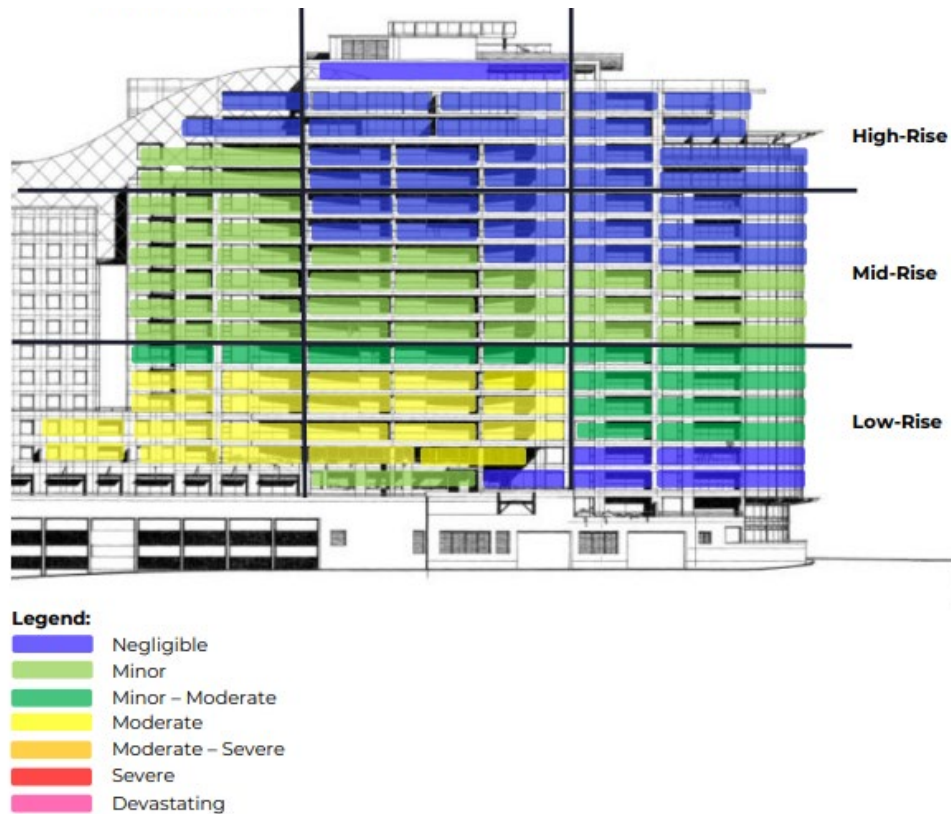 High-Rise
Mid-Rise
Low-Rise
Legend:
Negligible
Minor
Minor – Moderate
Moderate
Moderate – Severe
Severe
Devastating